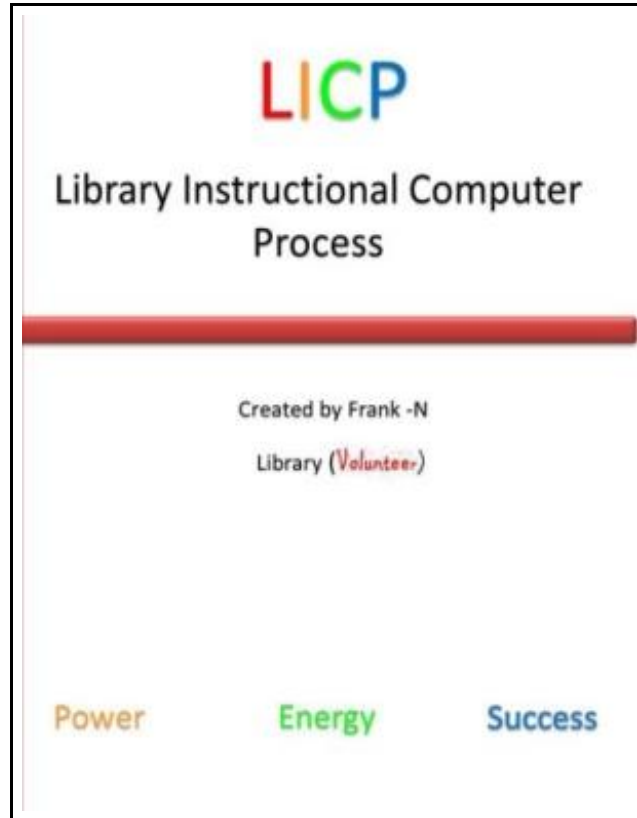 LICP
Library Instructional Computer
Process
Created by Frank -N
Library (Volunteer)
Power Energy Success